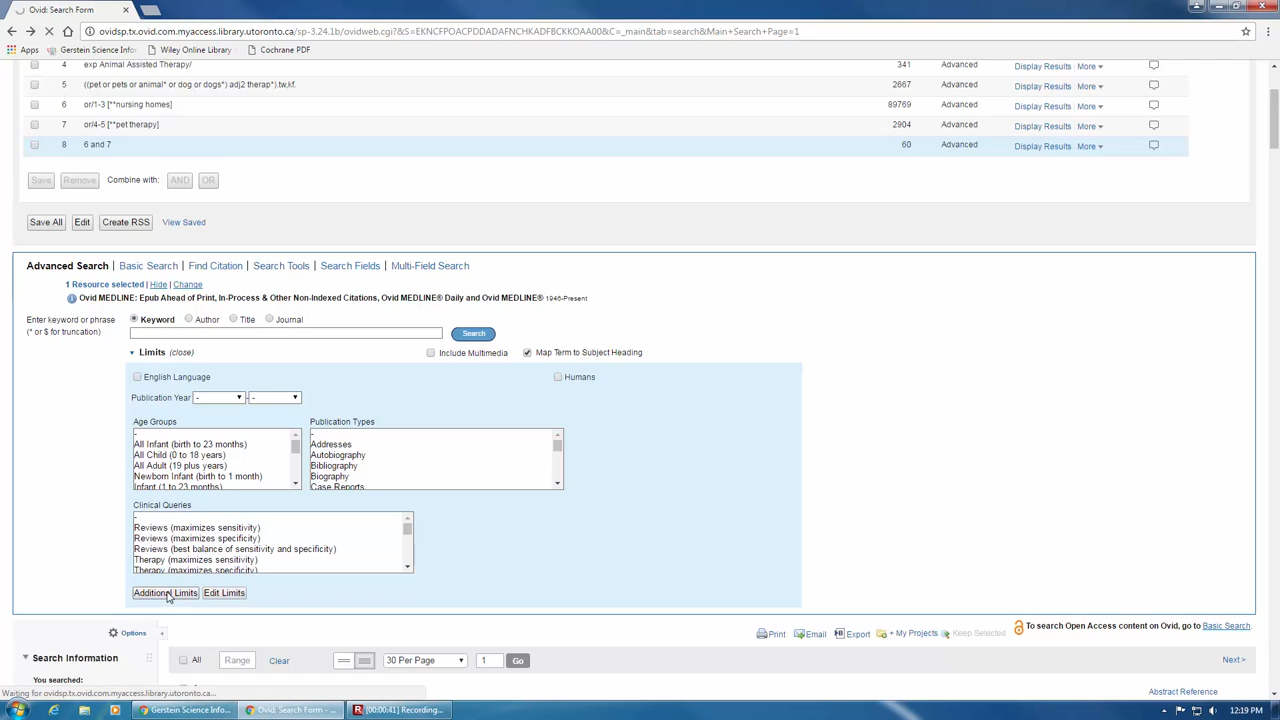 Ovid: Search Form
ovidsp.tx.ovid.com.myaccess.library.utoronto.ca/sp-3.24.1b/ovidweb.cgi?&S=EKNCFPOACPDDADAFNCHKADFBCKKOAA00&C=_main&tab=search&Main+Search+Page=1
Apps Gerstein Science Info Wiley Online Library Cochrane PDF
4 exp Animal Assisted Therapy/ 341 Advanced Display Results More
5 ((pet or pets or animal* or dog or dogs*) adj2 therap*).tw,kf. 2667 Advanced Display Results More
6 or/1-3 [**nursing homes] 89769 Advanced Display Results More
7 or/4-5 [**pet therapy] 2904 Advanced Display Results More
8 6 and 7 60 Advanced Display Results More
Save Remove Combine with: AND OR
Save All Edit Create RSS View Saved
Advanced Search | Basic Search | Find Citation | Search Tools | Search Fields | Multi-Field Search
1 Resource selected | Hide | Change
Ovid MEDLINE: Epub Ahead of Print, In-Process & Other Non-Indexed Citations, Ovid MEDLINE® Daily and Ovid MEDLINE® 1946-Present
Enter keyword or phrase Keyword Author Title Journal
(* or $ for truncation) Search
Limits (close) Include Multimedia Map Term to Subject Heading
English Language Humans
Publication Year - - -
Age Groups Publication Types
- -
All Infant (birth to 23 months) Addresses
All Child (0 to 18 years) Autobiography
All Adult (19 plus years) Bibliography
Newborn Infant (birth to 1 month) Biography
Infant (1 to 23 months) Case Reports
Clinical Queries
-
Reviews (maximizes sensitivity)
Reviews (maximizes specificity)
Reviews (best balance of sensitivity and specificity)
Therapy (maximizes sensitivity)
Therapy (maximizes specificity)
Additional Limits Edit Limits
Options Print Email Export + My Projects Keep Selected To search Open Access content on Ovid, go to Basic Search.
Search Information All Range Clear 30 Per Page 1 Go Next >
You searched: Abstract Reference
Waiting for ovidsp.tx.ovid.com.myaccess.library.utoronto.ca...
Gerstein Science Info... Ovid: Search Form - ... [00:00:41] Recording... 12:19 PM